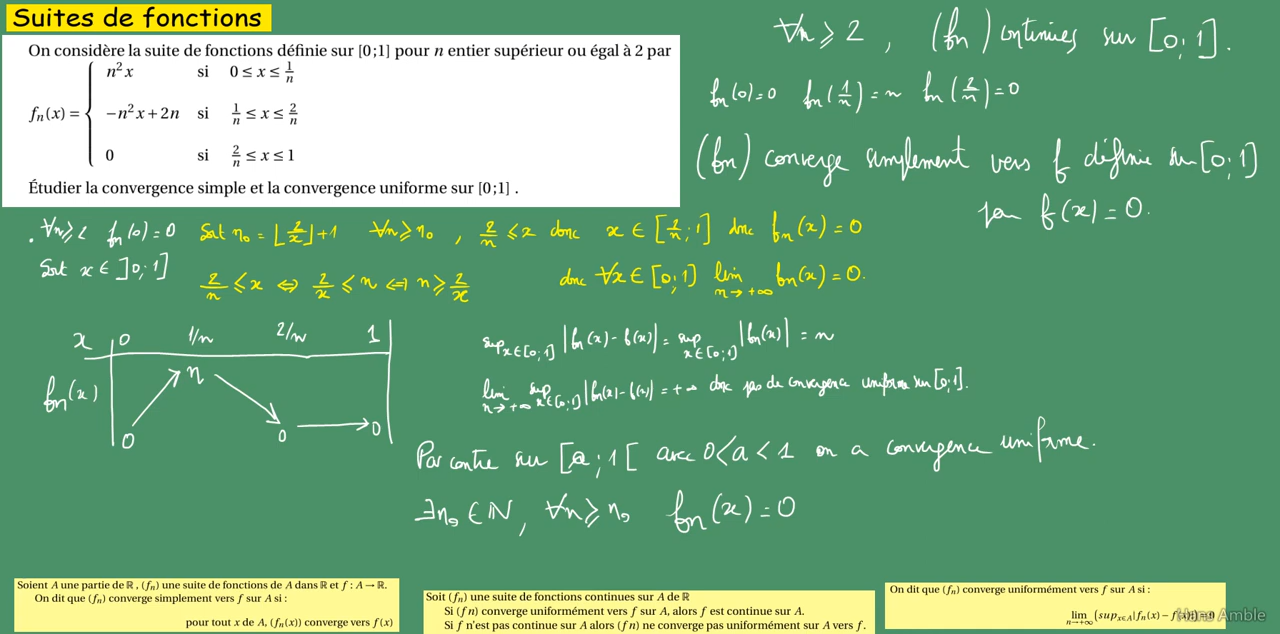 Suites de fonctions
On considère la suite de fonctions définie sur [0;1] pour n entier supérieur ou égal à 2 par
f_n(x) = { n²x si 0 ≤ x ≤ 1/n
−n²x+2n si 1/n ≤ x ≤ 2/n
0 si 2/n ≤ x ≤ 1
Étudier la convergence simple et la convergence uniforme sur [0;1] .
∀n ≥ 2 , (fn) continues sur [0;1].
fn(0)=0 fn(1/n)=n fn(2/n)=0
(fn) converge simplement vers f définie sur [0;1]
par f(x)=0.
. ∀n≥2 fn(0)=0
Soit x ∈ ]0;1]
Soit n₀ = ⌊2/x⌋+1 ∀n≥n₀ , 2/n ≤ x donc x ∈ [2/n;1] donc fn(x)=0
2/n ≤ x ⇔ 2/x ≤ n ⇔ n ≥ 2/x
donc ∀x ∈ [0;1] lim n→+∞ fn(x)=0.
x 0 1/n 2/n 1
fn(x) 0 n 0 0
sup x∈[0;1] |fn(x)-f(x)| = sup x∈[0;1] |fn(x)| = n
lim n→+∞ sup x∈[0;1] |fn(x)-f(x)| = +∞ donc pas de convergence uniforme sur [0;1].
Par contre sur [a;1[ avec 0<a<1 on a convergence uniforme.
∃n₀ ∈ ℕ, ∀n≥n₀ fn(x)=0
Soient A une partie de ℝ , (f_n) une suite de fonctions de A dans ℝ et f : A → ℝ.
On dit que (f_n) converge simplement vers f sur A si :
pour tout x de A, (f_n(x)) converge vers f(x)
Soit (f_n) une suite de fonctions continues sur A de ℝ
Si (fn) converge uniformément vers f sur A, alors f est continue sur A.
Si f n'est pas continue sur A alors (fn) ne converge pas uniformément sur A vers f.
On dit que (f_n) converge uniformément vers f sur A si :
lim n→+∞ (sup x∈A |f_n(x) − f(x)|) = 0
Hans Amble